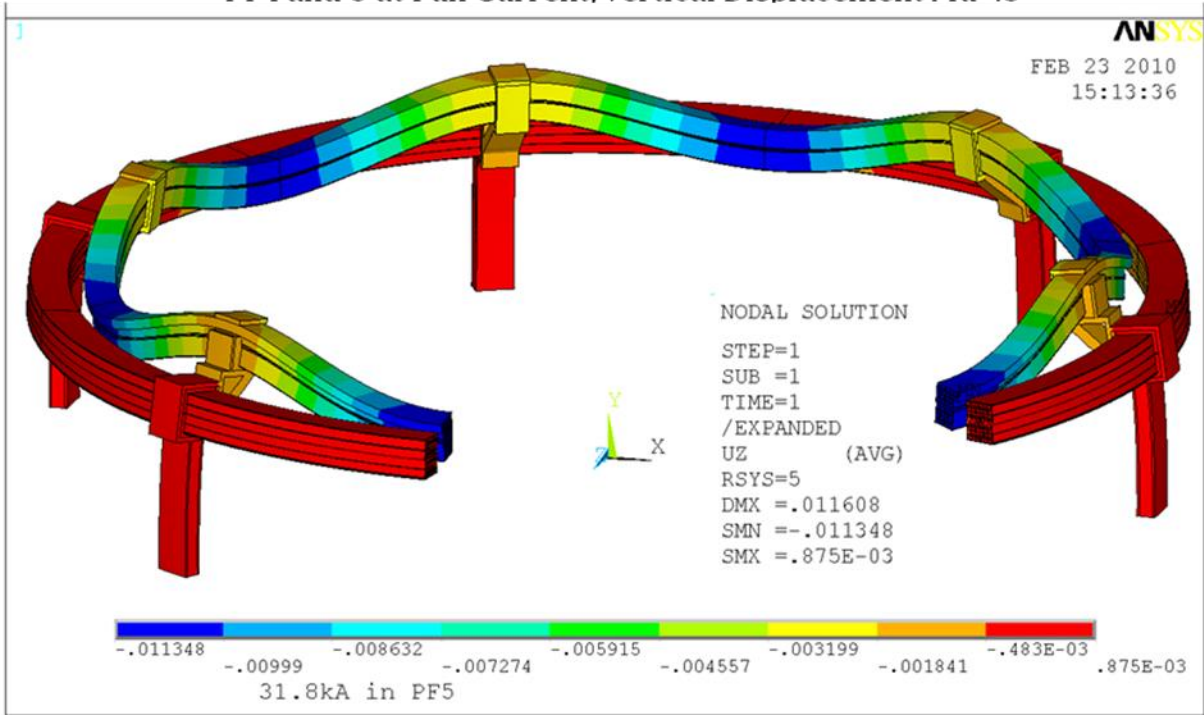 1
ANSYS
FEB 23 2010
15:13:36
NODAL SOLUTION
STEP=1
SUB =1
TIME=1
/EXPANDED
UZ (AVG)
RSYS=5
DMX =.011608
SMN =-.011348
SMX =.875E-03
Y
X
Z
-.011348 -.008632 -.005915 -.003199 -.483E-03
-.00999 -.007274 -.004557 -.001841 .875E-03
31.8kA in PF5